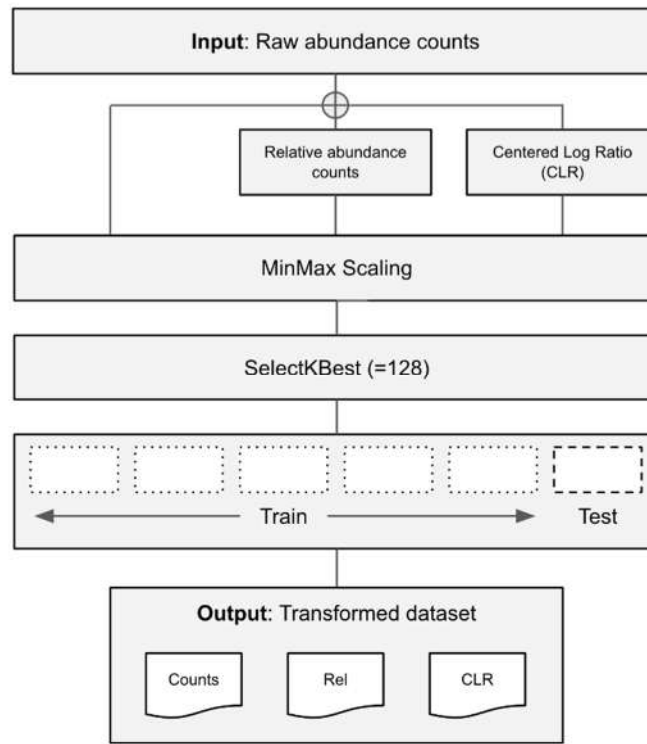 Input: Raw abundance counts
Relative abundance
counts
Centered Log Ratio
(CLR)
MinMax Scaling
SelectKBest (=128)
Train
Test
Output: Transformed dataset
Counts
Rel
CLR